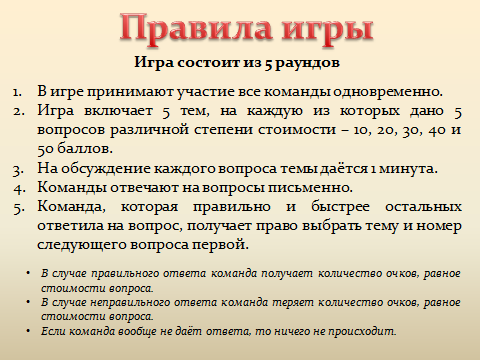 Правила игры
Игра состоит из 5 раундов
1. В игре принимают участие все команды одновременно.
2. Игра включает 5 тем, на каждую из которых дано 5
вопросов различной степени стоимости – 10, 20, 30, 40 и
50 баллов.
3. На обсуждение каждого вопроса темы даётся 1 минута.
4. Команды отвечают на вопросы письменно.
5. Команда, которая правильно и быстрее остальных
ответила на вопрос, получает право выбрать тему и номер
следующего вопроса первой.
• В случае правильного ответа команда получает количество очков, равное
стоимости вопроса.
• В случае неправильного ответа команда теряет количество очков, равное
стоимости вопроса.
• Если команда вообще не даёт ответа, то ничего не происходит.